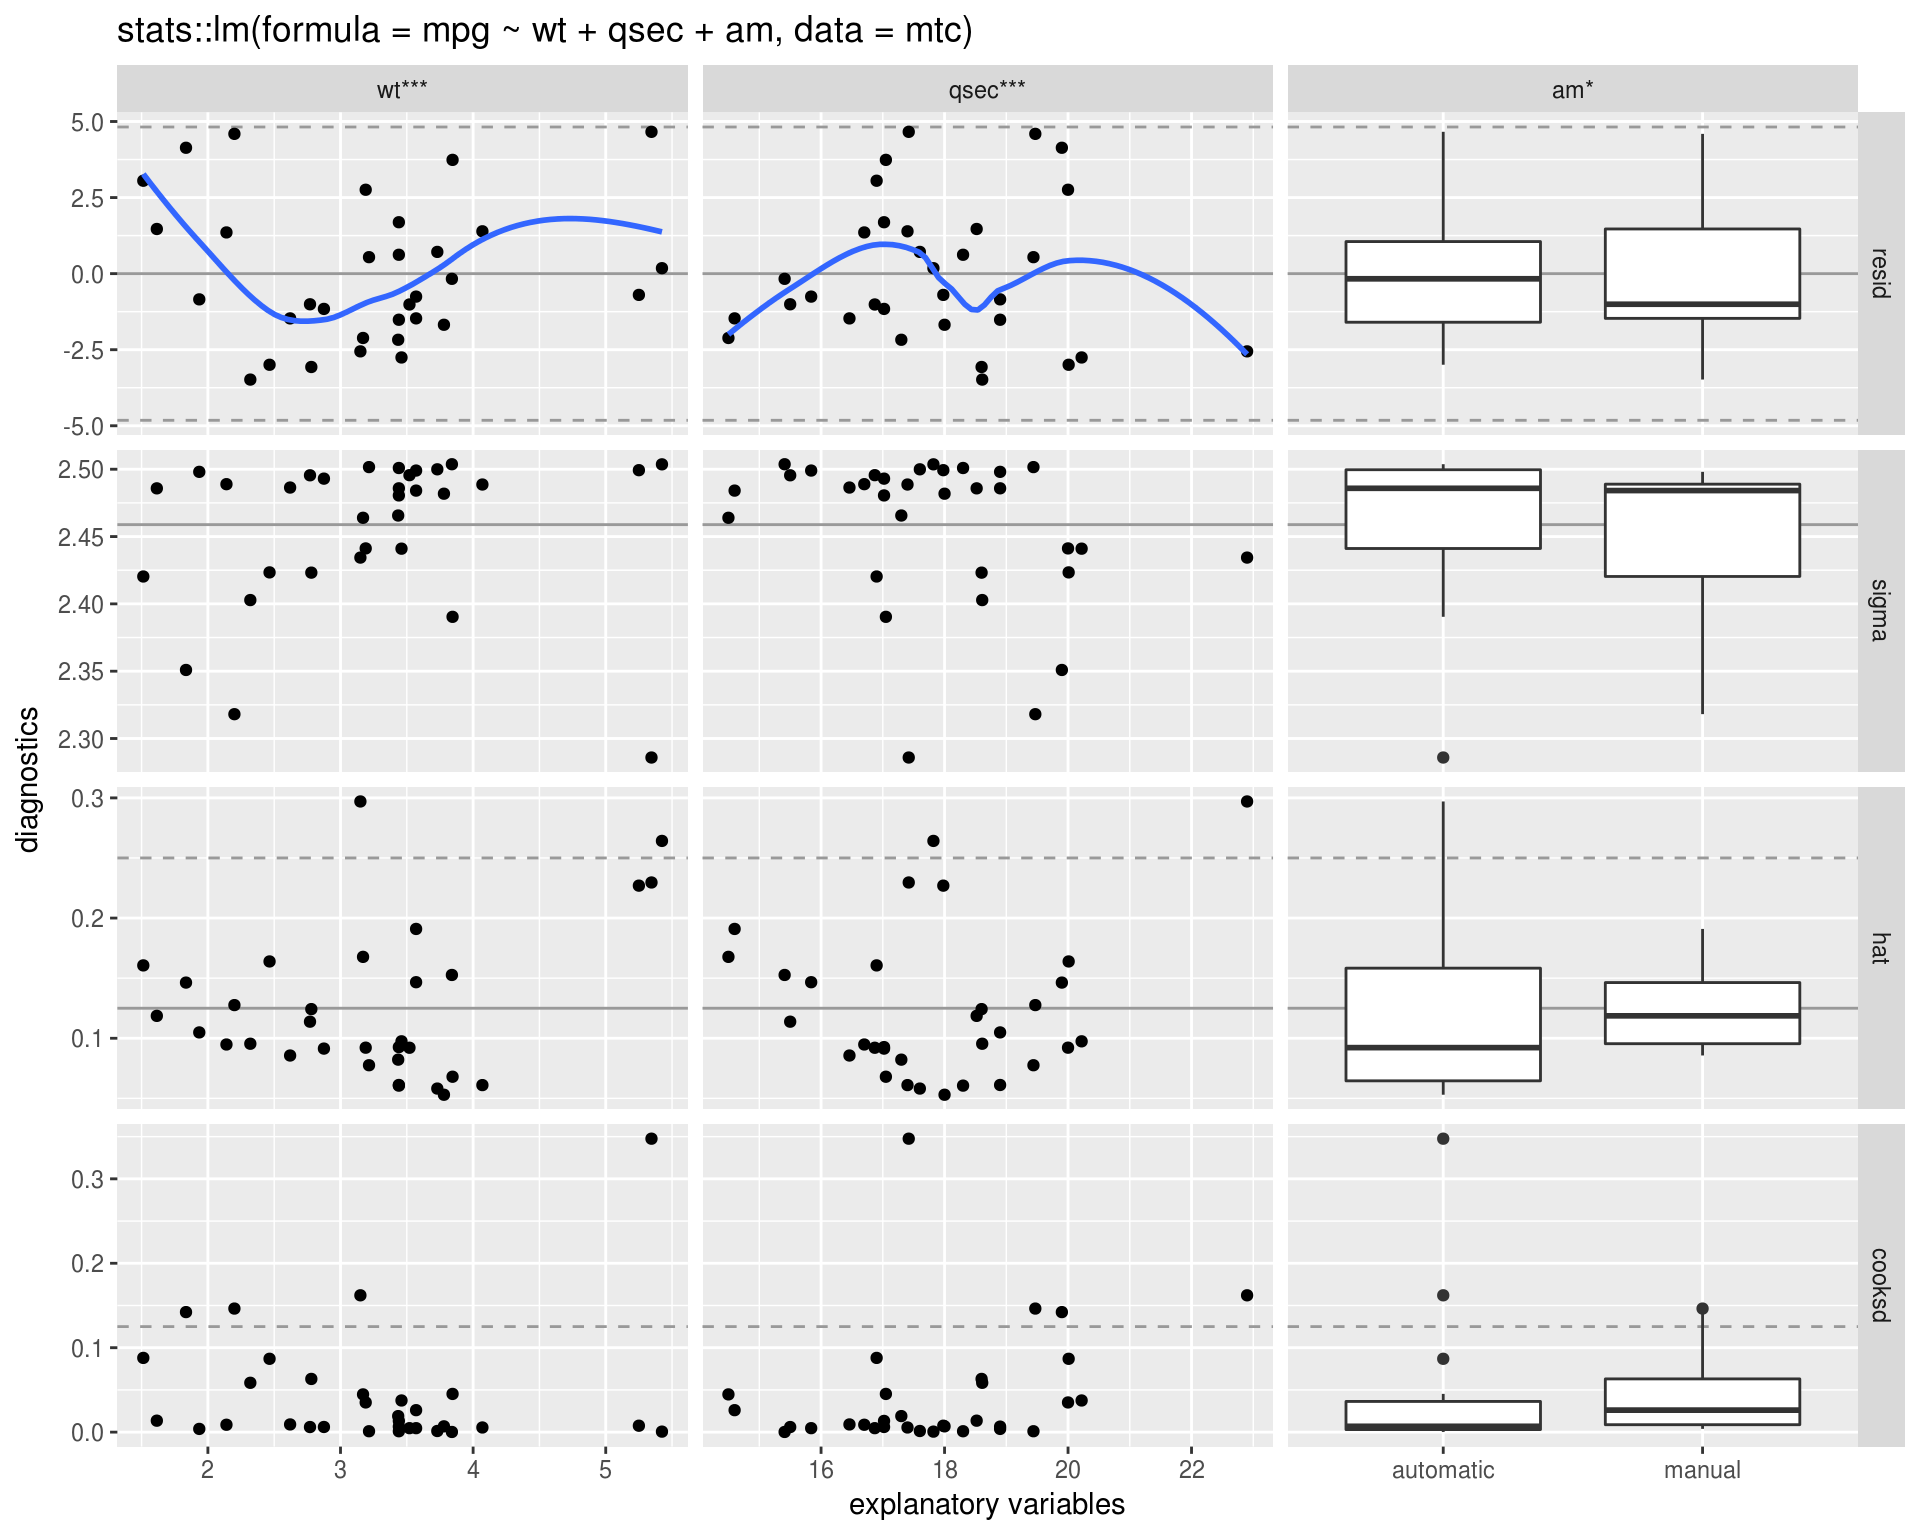 stats::lm(formula = mpg ~ wt + qsec + am, data = mtc)
wt*** qsec*** am*
diagnostics
5.0
2.5
0.0
-2.5
-5.0
resid
2.50
2.45
2.40
2.35
2.30
sigma
0.3
0.2
0.1
hat
0.3
0.2
0.1
0.0
cooksd
2 3 4 5 16 18 20 22 automatic manual
explanatory variables